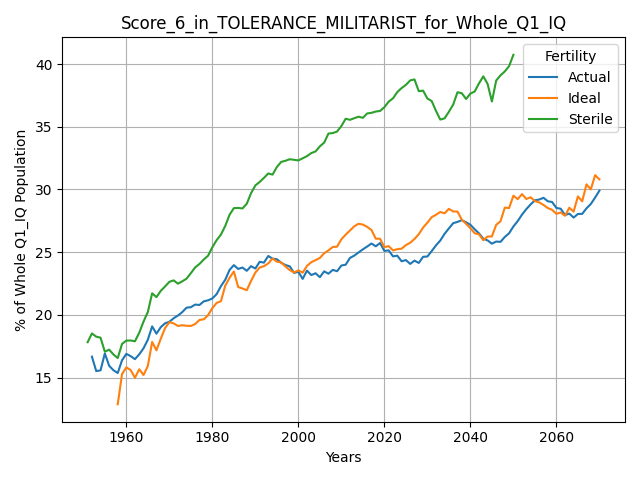 Score_6_in_TOLERANCE_MILITARIST_for_Whole_Q1_IQ
% of Whole Q1_IQ Population
40
35
30
25
20
15
Fertility
Actual
Ideal
Sterile
1960
1980
2000
2020
2040
2060
Years